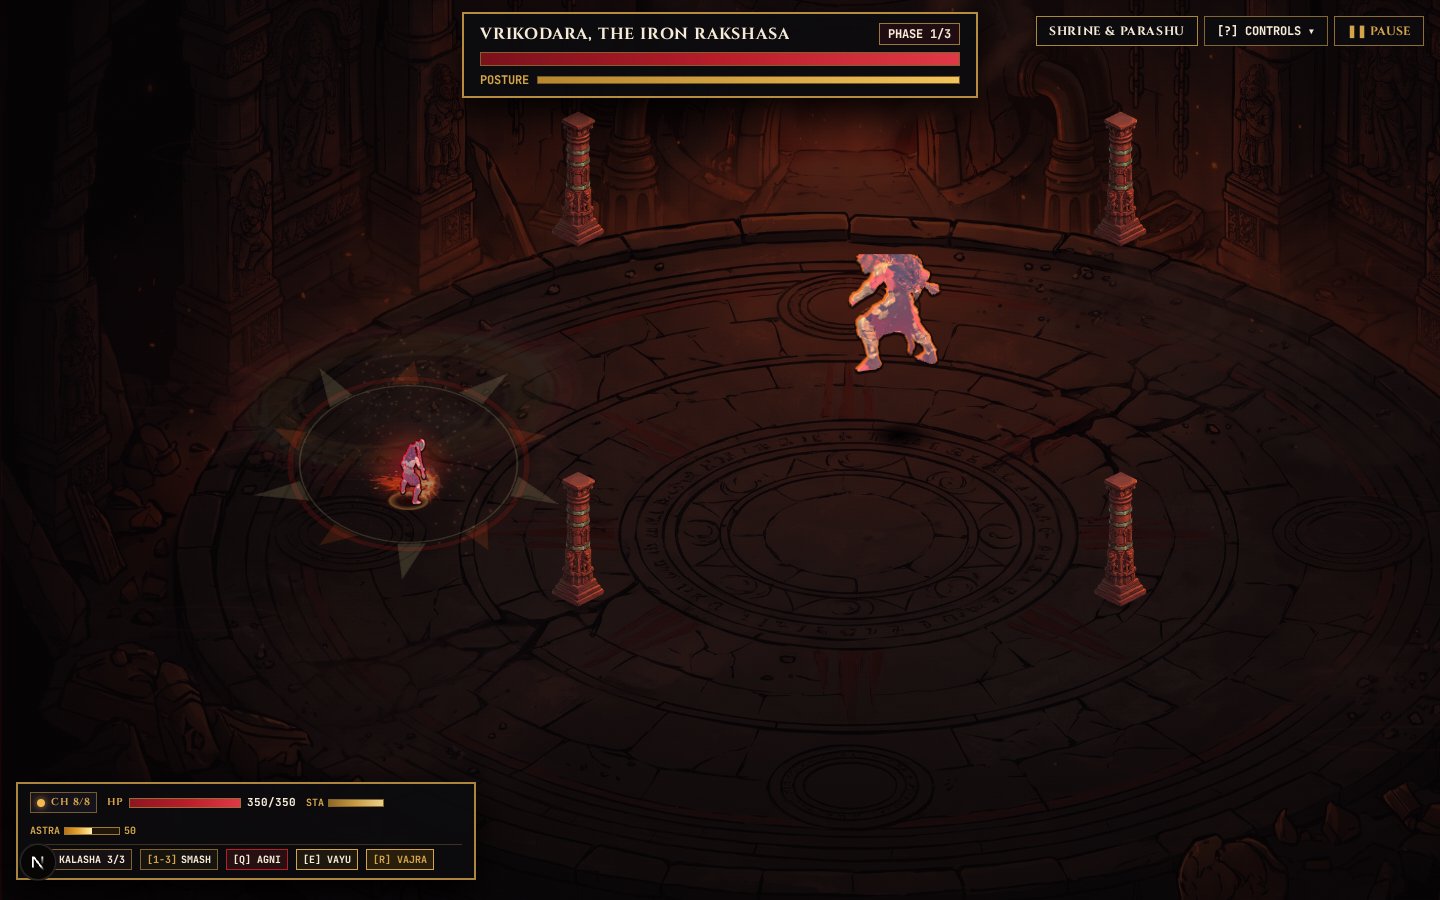 VRIKODARA, THE IRON RAKSHASA
PHASE 1/3
POSTURE
SHRINE & PARASHU
[?] CONTROLS ▾
❚❚ PAUSE
CH 8/8 HP 350/350 STA
ASTRA 50
N
KALASHA 3/3
[1-3] SMASH
[Q] AGNI
[E] VAYU
[R] VAJRA